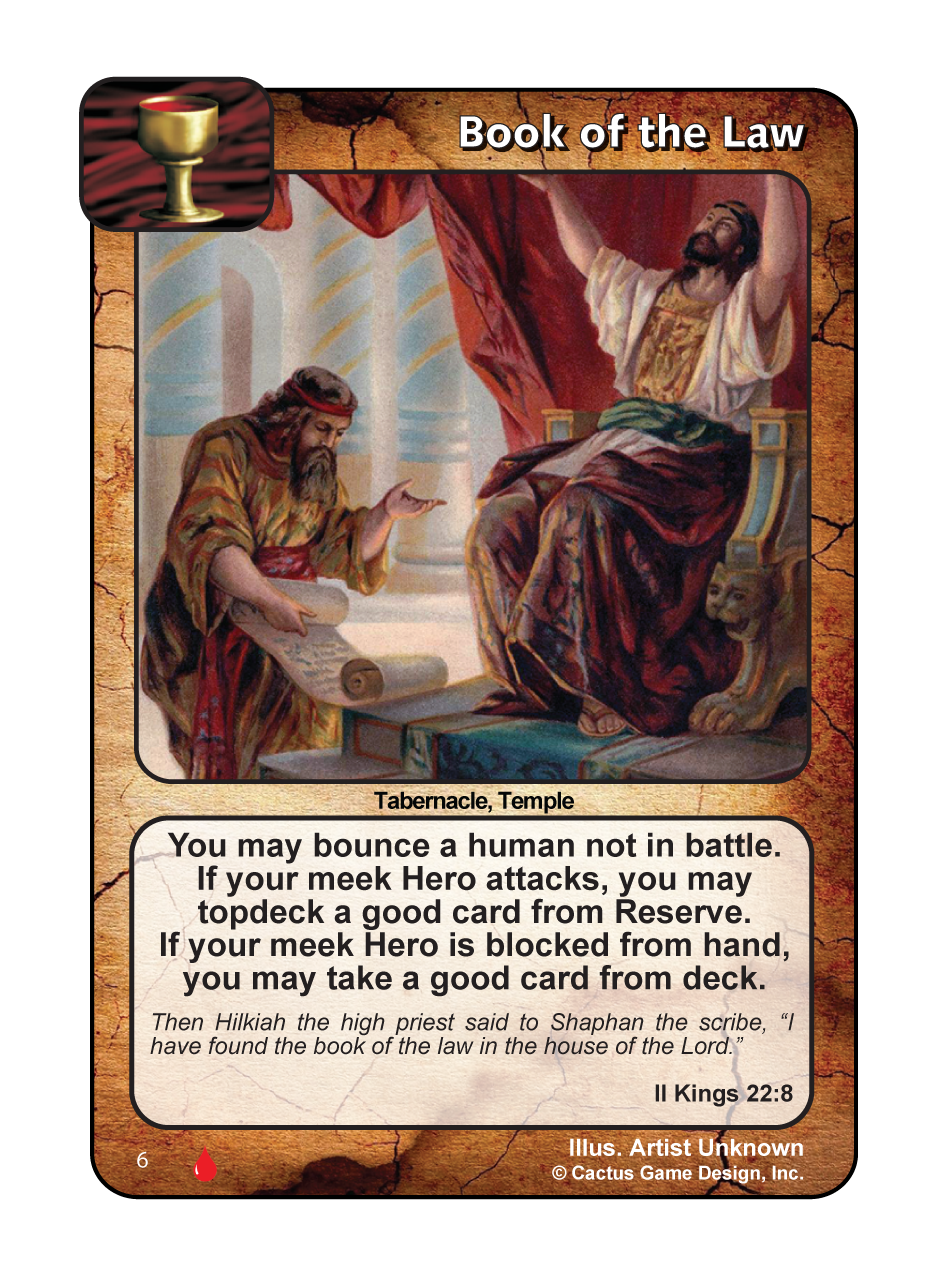 Book of the Law
Tabernacle, Temple
You may bounce a human not in battle.
If your meek Hero attacks, you may
topdeck a good card from Reserve.
If your meek Hero is blocked from hand,
you may take a good card from deck.
Then Hilkiah the high priest said to Shaphan the scribe, “I
have found the book of the law in the house of the Lord.”
II Kings 22:8
Illus. Artist Unknown
6
© Cactus Game Design, Inc.